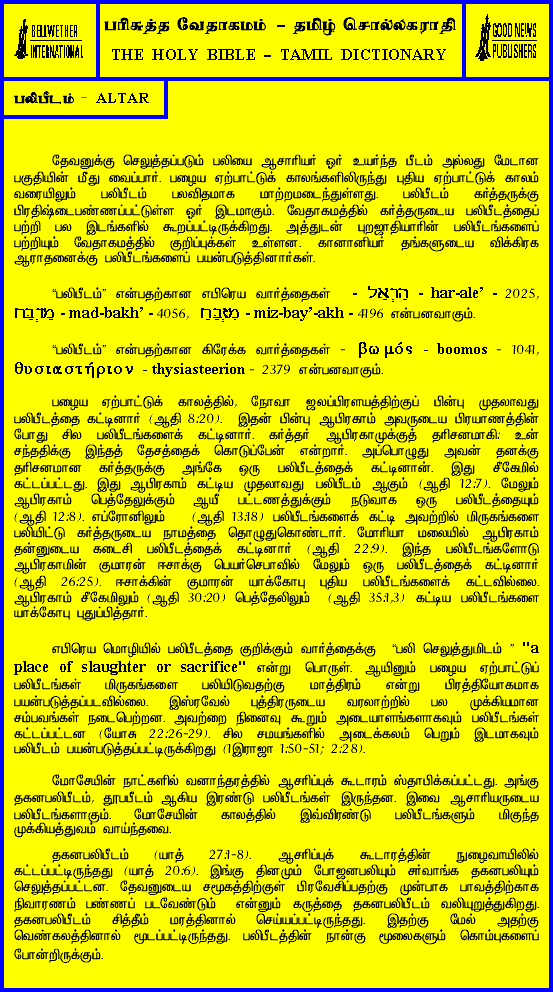 BELLWETHER
INTERNATIONAL
பரிசுத்த வேதாகமம் - தமிழ் சொல்லகராதி
THE HOLY BIBLE - TAMIL DICTIONARY
GOOD NEWS
PUBLISHERS
பலிபீடம் - ALTAR
தேவனுக்கு செலுத்தப்படும் பலியை ஆசாரியர் ஓர் உயர்ந்த பீடம் அல்லது மேடான
பகுதியின் மீது வைப்பார். பழைய ஏற்பாட்டுக் காலங்களிலிருந்து புதிய ஏற்பாட்டுக் காலம்
வரையிலும் பலிபீடம் பலவிதமாக மாற்றமடைந்துள்ளது. பலிபீடம் கர்த்தருக்கு
பிரதிஷ்டைபண்ணப்பட்டுள்ள ஓர் இடமாகும். வேதாகமத்தில் கர்த்தருடைய பலிபீடத்தைப்
பற்றி பல இடங்களில் கூறப்பட்டிருக்கிறது. அத்துடன் புறஜாதியாரின் பலிபீடங்களைப்
பற்றியும் வேதாகமத்தில் குறிப்புக்கள் உள்ளன. கானானியர் தங்களுடைய விக்கிரக
ஆராதனைக்கு பலிபீடங்களைப் பயன்படுத்தினார்கள்.
"பலிபீடம்" என்பதற்கான எபிரெய வார்த்தைகள் - הַרְאֵל - har-ale' - 2025,
מַדְבַּח - mad-bakh' - 4056, מִזְבֵּחַ - miz-bay'-akh - 4196 என்பனவாகும்.
"பலிபீடம்" என்பதற்கான கிரேக்க வார்த்தைகள் - βωμός - boomos - 1041,
θυσιαστήριον - thysiasteerion - 2379 என்பனவாகும்.
பழைய ஏற்பாட்டுக் காலத்தில், நோவா ஜலப்பிரளயத்திற்குப் பின்பு முதலாவது
பலிபீடத்தை கட்டினார் (ஆதி 8:20). இதன் பின்பு ஆபிரகாம் அவருடைய பிரயாணத்தின்
போது சில பலிபீடங்களைக் கட்டினார். கர்த்தர் ஆபிரகாமுக்குத் தரிசனமாகி: உன்
சந்ததிக்கு இந்தத் தேசத்தைக் கொடுப்பேன் என்றார். அப்பொழுது அவன் தனக்கு
தரிசனமான கர்த்தருக்கு அங்கே ஒரு பலிபீடத்தைக் கட்டினான். இது சீகேமில்
கட்டப்பட்டது. இது ஆபிரகாம் கட்டிய முதலாவது பலிபீடம் ஆகும் (ஆதி 12:7). மேலும்
ஆபிரகாம் பெத்தேலுக்கும் ஆயீ பட்டணத்துக்கும் நடுவாக ஒரு பலிபீடத்தையும்
(ஆதி 12:8). எப்ரோனிலும் (ஆதி 13:18) பலிபீடங்களைக் கட்டி அவற்றில் மிருகங்களை
பலியிட்டு கர்த்தருடைய நாமத்தை தொழுதுகொண்டார். மோரியா மலையில் ஆபிரகாம்
தன்னுடைய கடைசி பலிபீடத்தைக் கட்டினார் (ஆதி 22:9). இந்த பலிபீடங்களோடு
ஆபிரகாமின் குமாரன் ஈசாக்கு பெயர்செபாவில் மேலும் ஒரு பலிபீடத்தைக் கட்டினார்
(ஆதி 26:25). ஈசாக்கின் குமாரன் யாக்கோபு புதிய பலிபீடங்களைக் கட்டவில்லை.
ஆபிரகாம் சீகேமிலும் (ஆதி 30:20) பெத்தேலிலும் (ஆதி 35:1,3) கட்டிய பலிபீடங்களை
யாக்கோபு புதுப்பித்தார்.
எபிரெய மொழியில் பலிபீடத்தை குறிக்கும் வார்த்தைக்கு "பலி செலுத்துமிடம் " "a
place of slaughter or sacrifice" என்று பொருள். ஆயினும் பழைய ஏற்பாட்டுப்
பலிபீடங்கள் மிருகங்களை பலியிடுவதற்கு மாத்திரம் என்று பிரத்தியோகமாக
பயன்படுத்தப்படவில்லை. இஸ்ரவேல் புத்திரருடைய வரலாற்றில் பல முக்கியமான
சம்பவங்கள் நடைபெற்றன. அவற்றை நினைவு கூறும் அடையாளங்களாகவும் பலிபீடங்கள்
கட்டப்பட்டன (யோசு 22:26-29). சில சமயங்களில் அடைக்கலம் பெறும் இடமாகவும்
பலிபீடம் பயன்படுத்தப்பட்டிருக்கிறது (1இராஜா 1:50-51; 2:28).
மோசேயின் நாட்களில் வனாந்தரத்தில் ஆசரிப்புக் கூடாரம் ஸ்தாபிக்கப்பட்டது. அங்கு
தகனபலிபீடம், தூபபீடம் ஆகிய இரண்டு பலிபீடங்கள் இருந்தன. இவை ஆசாரியருடைய
பலிபீடங்களாகும். மோசேயின் காலத்தில் இவ்விரண்டு பலிபீடங்களும் மிகுந்த
முக்கியத்துவம் வாய்ந்தவை.
தகனபலிபீடம் (யாத் 27:1-8). ஆசரிப்புக் கூடாரத்தின் நுழைவாயிலில்
கட்டப்பட்டிருந்தது (யாத் 20:6). இங்கு தினமும் போஜனபலியும் சர்வாங்க தகனபலியும்
செலுத்தப்பட்டன. தேவனுடைய சமூகத்திற்குள் பிரவேசிப்பதற்கு முன்பாக பாவத்திற்காக
நிவாரணம் பண்ணப் படவேண்டும் என்னும் கருத்தை தகனபலிபீடம் வலியுறுத்துகிறது.
தகனபலிபீடம் சித்தீம் மரத்தினால் செய்யப்பட்டிருந்தது. இதற்கு மேல் அதற்கு
வெண்கலத்தினால் மூடப்பட்டிருந்தது. பலிபீடத்தின் நான்கு மூலைகளும் கொம்புகளைப்
போன்றிருக்கும்.